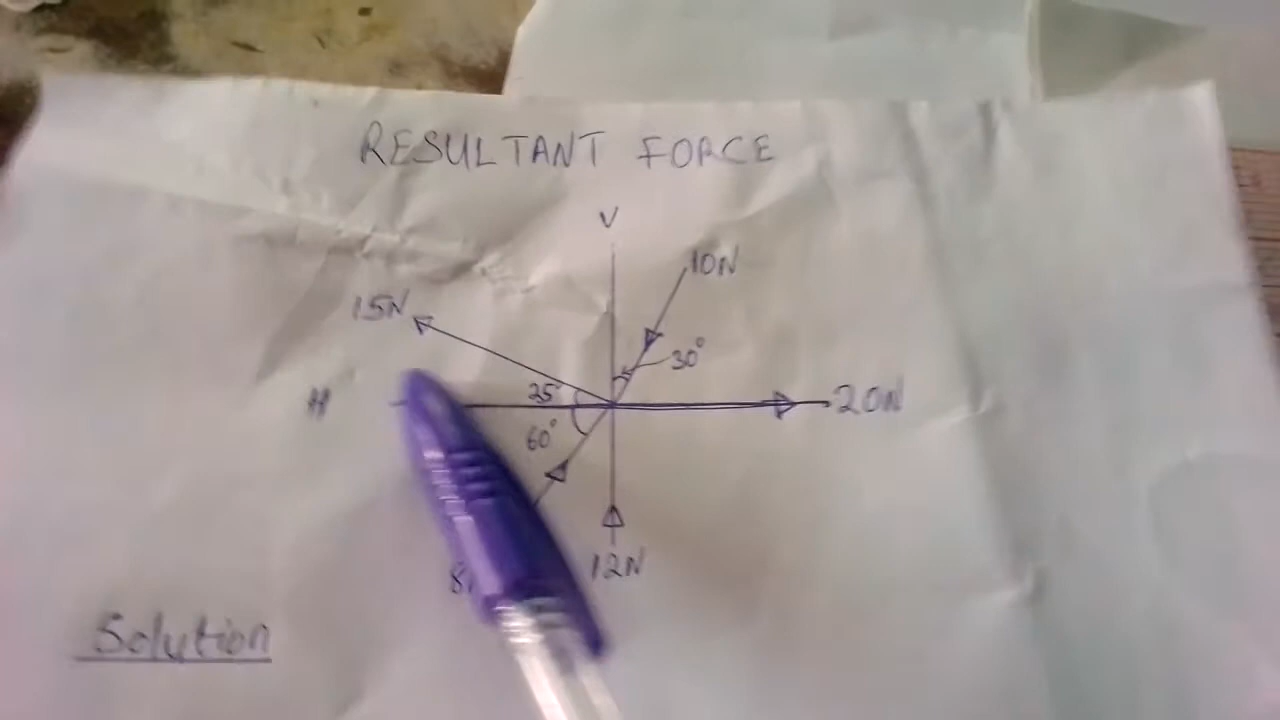 RESULTANT FORCE
V
10N
15N
30°
25°
H
20N
60°
12N
Solution